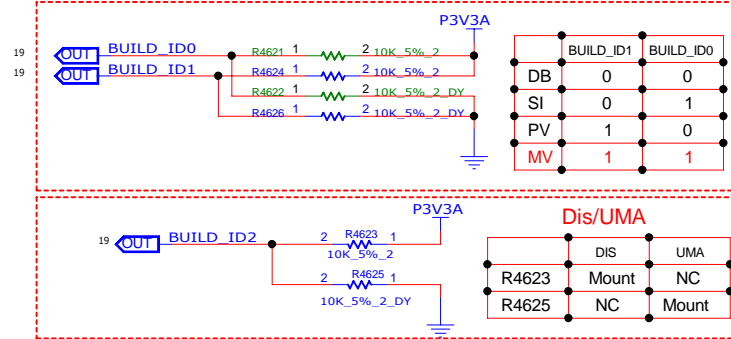 P3V3A
19 OUT BUILD_ID0 R4621 1 2 10K_5%_2
19 OUT BUILD_ID1 R4624 1 2 10K_5%_2
R4622 1 2 10K_5%_2_DY
R4626 1 2 10K_5%_2_DY
BUILD_ID1 BUILD_ID0
DB 0 0
SI 0 1
PV 1 0
MV 1 1
P3V3A
19 OUT BUILD_ID2 2 R4623 1
10K_5%_2
2 R4625 1
10K_5%_2_DY
Dis/UMA
DIS UMA
R4623 Mount NC
R4625 NC Mount